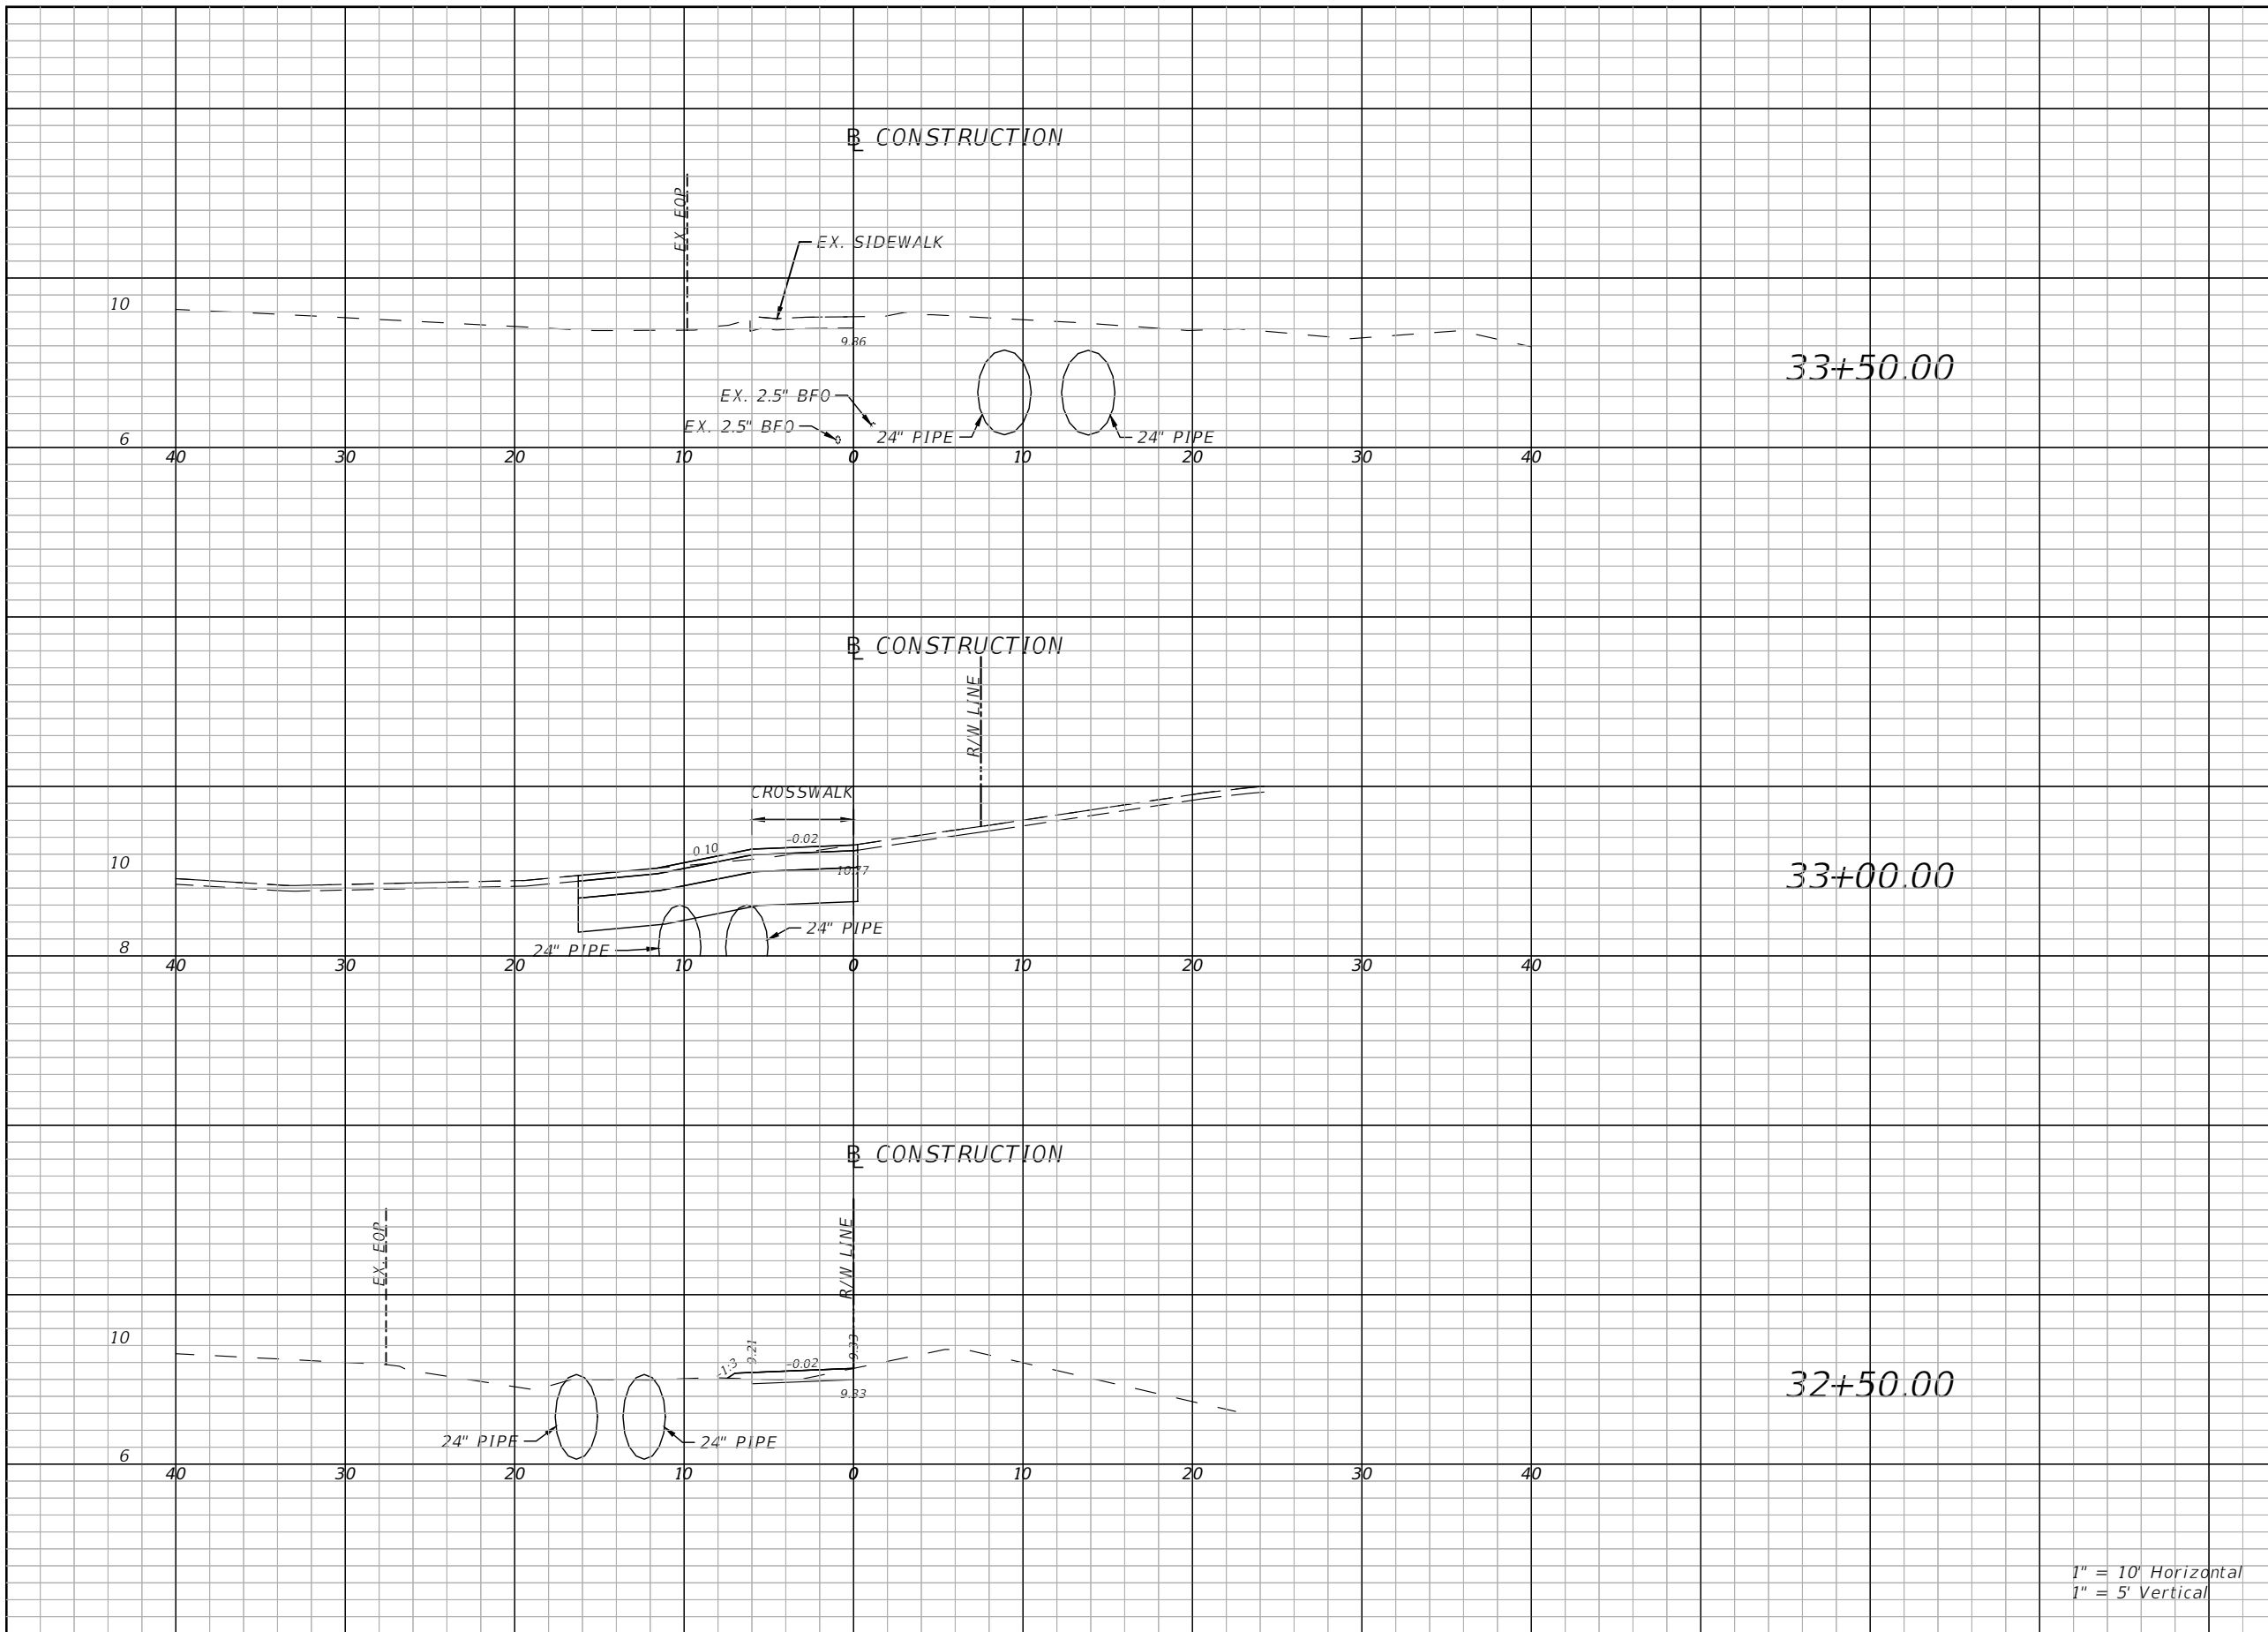 ℄ CONSTRUCTION
EX. EOP
EX. SIDEWALK
10
9.86
33+50.00
EX. 2.5" BFO
EX. 2.5" BFO
24" PIPE
24" PIPE
6
40 30 20 10 0 10 20 30 40
℄ CONSTRUCTION
R/W LINE
CROSSWALK
-0.02
0.10
10
10.77
33+00.00
24" PIPE
24" PIPE
8
40 30 20 10 0 10 20 30 40
℄ CONSTRUCTION
EX. EOP
R/W LINE
10
9.21
9.33
-1:3
-0.02
9.33
32+50.00
24" PIPE
24" PIPE
6
40 30 20 10 0 10 20 30 40
1" = 10' Horizontal
1" = 5' Vertical